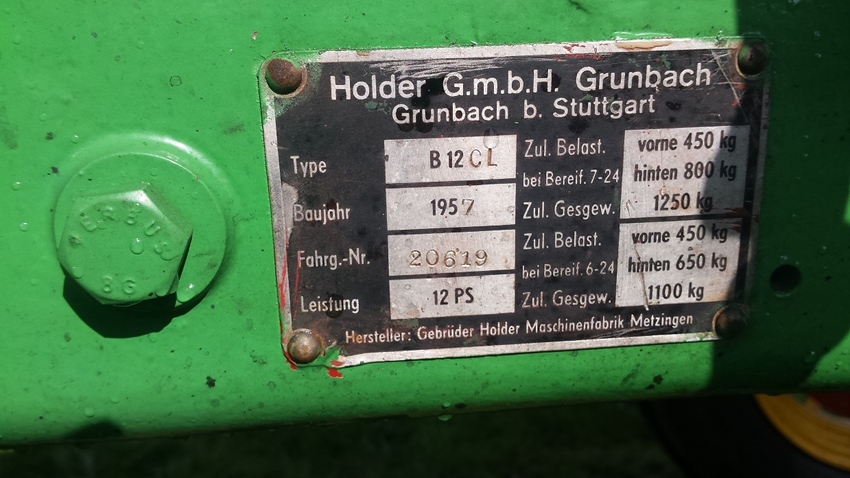 Holder G.m.b.H. Grunbach
Grunbach b. Stuttgart
Type B 12 CL
Baujahr 1957
Fahrg.-Nr. 20619
Leistung 12 PS
Zul. Belast. vorne 450 kg
bei Bereif. 7-24 hinten 800 kg
Zul. Gesgew. 1250 kg
Zul. Belast. vorne 450 kg
bei Bereif. 6-24 hinten 650 kg
Zul. Gesgew. 1100 kg
Hersteller: Gebrüder Holder Maschinenfabrik Metzingen
VERBUS
8G